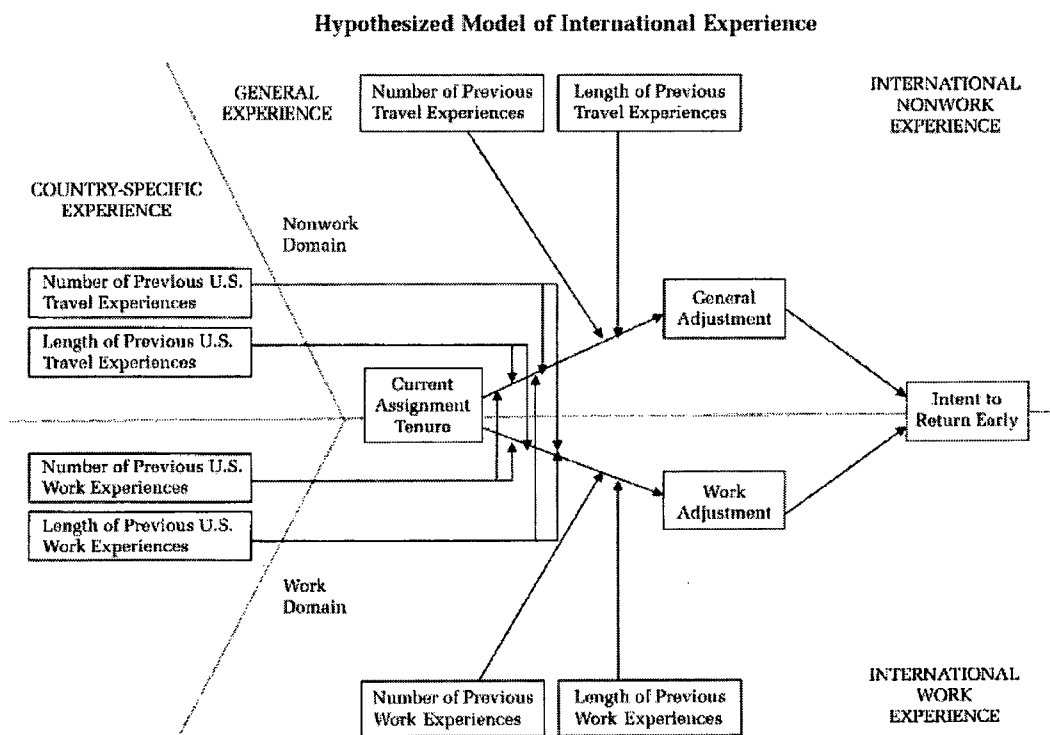 Hypothesized Model of International Experience
GENERAL
EXPERIENCE
Number of Previous
Travel Experiences
Length of Previous
Travel Experiences
INTERNATIONAL
NONWORK
EXPERIENCE
COUNTRY-SPECIFIC
EXPERIENCE
Nonwork
Domain
Number of Previous U.S.
Travel Experiences
Length of Previous U.S.
Travel Experiences
General
Adjustment
Current
Assignment
Tenure
Intent to
Return Early
Number of Previous U.S.
Work Experiences
Length of Previous U.S.
Work Experiences
Work
Adjustment
Work
Domain
Number of Previous
Work Experiences
Length of Previous
Work Experiences
INTERNATIONAL
WORK
EXPERIENCE